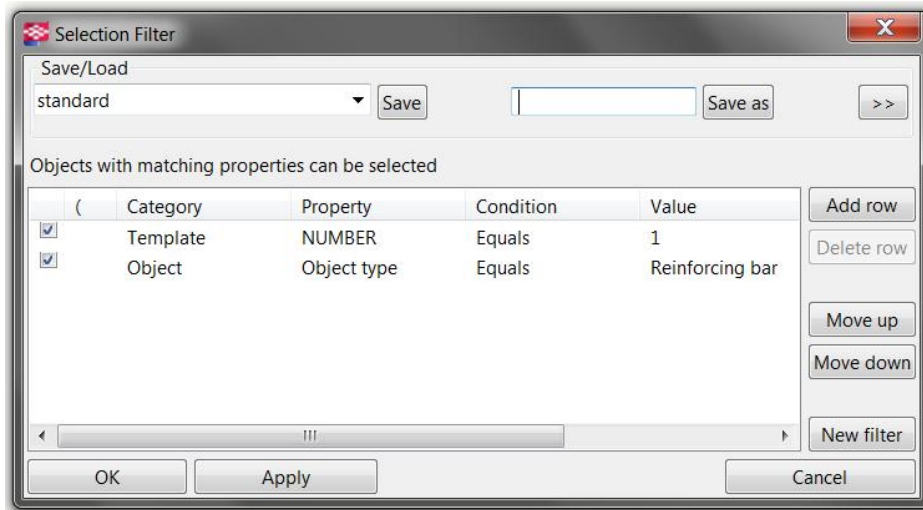 Selection Filter
X
Save/Load
standard Save Save as >>
Objects with matching properties can be selected
( Category Property Condition Value Add row
Template NUMBER Equals 1
Delete row
Object Object type Equals Reinforcing bar
Move up
Move down
New filter
OK Apply Cancel